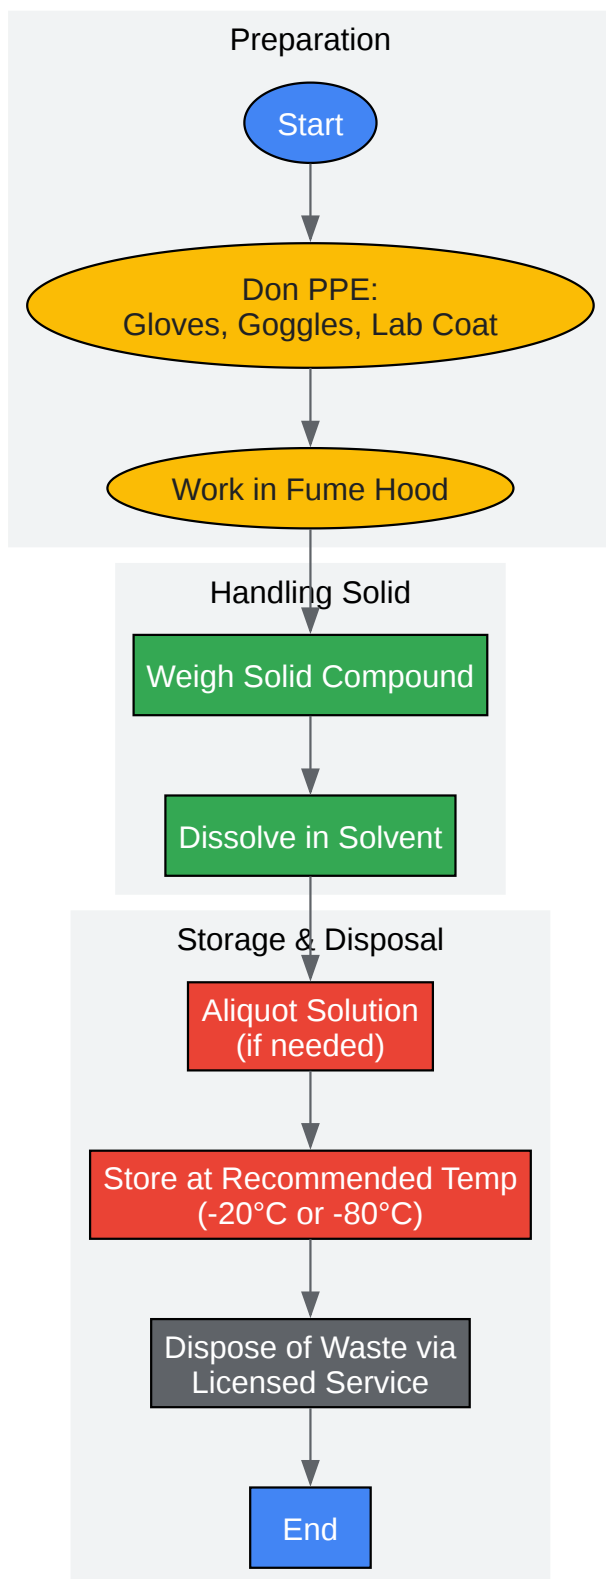 Preparation
Start
Don PPE:
Gloves, Goggles, Lab Coat
Work in Fume Hood
Handling Solid
Weigh Solid Compound
Dissolve in Solvent
Storage & Disposal
Aliquot Solution
(if needed)
Store at Recommended Temp
(-20°C or -80°C)
Dispose of Waste via
Licensed Service
End